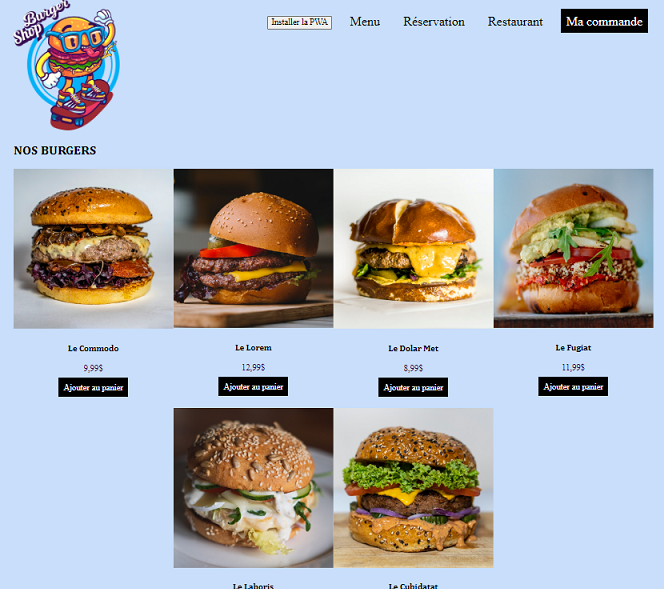 Burger
Shop
Installer la PWA
Menu
Réservation
Restaurant
Ma commande
NOS BURGERS
Le Commodo
Le Lorem
Le Dolar Met
Le Fugiat
9,99$
12,99$
8,99$
11,99$
Ajouter au panier
Ajouter au panier
Ajouter au panier
Ajouter au panier
Le Laboris
Le Cubidatat